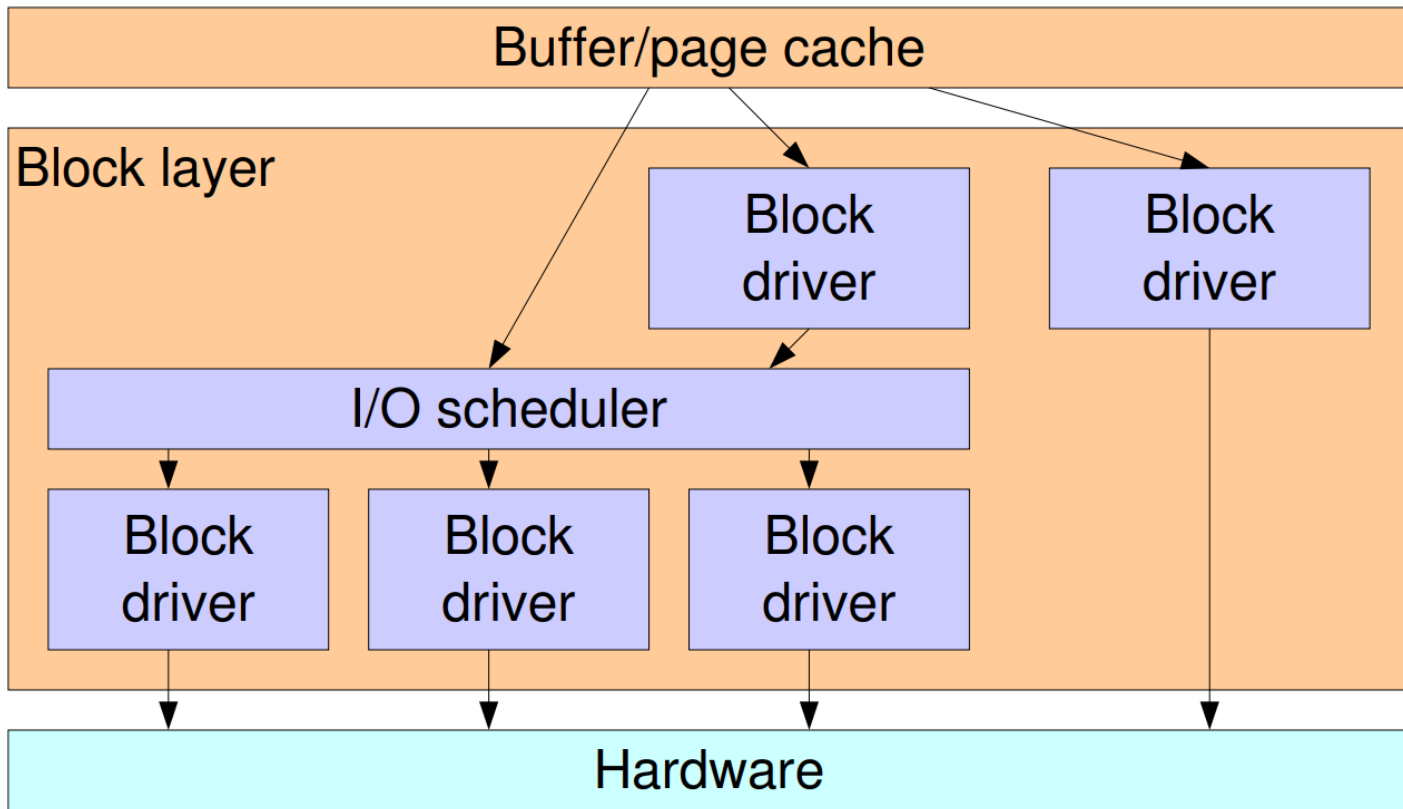 Buffer/page cache
Block layer
Block
driver
Block
driver
I/O scheduler
Block
driver
Block
driver
Block
driver
Hardware